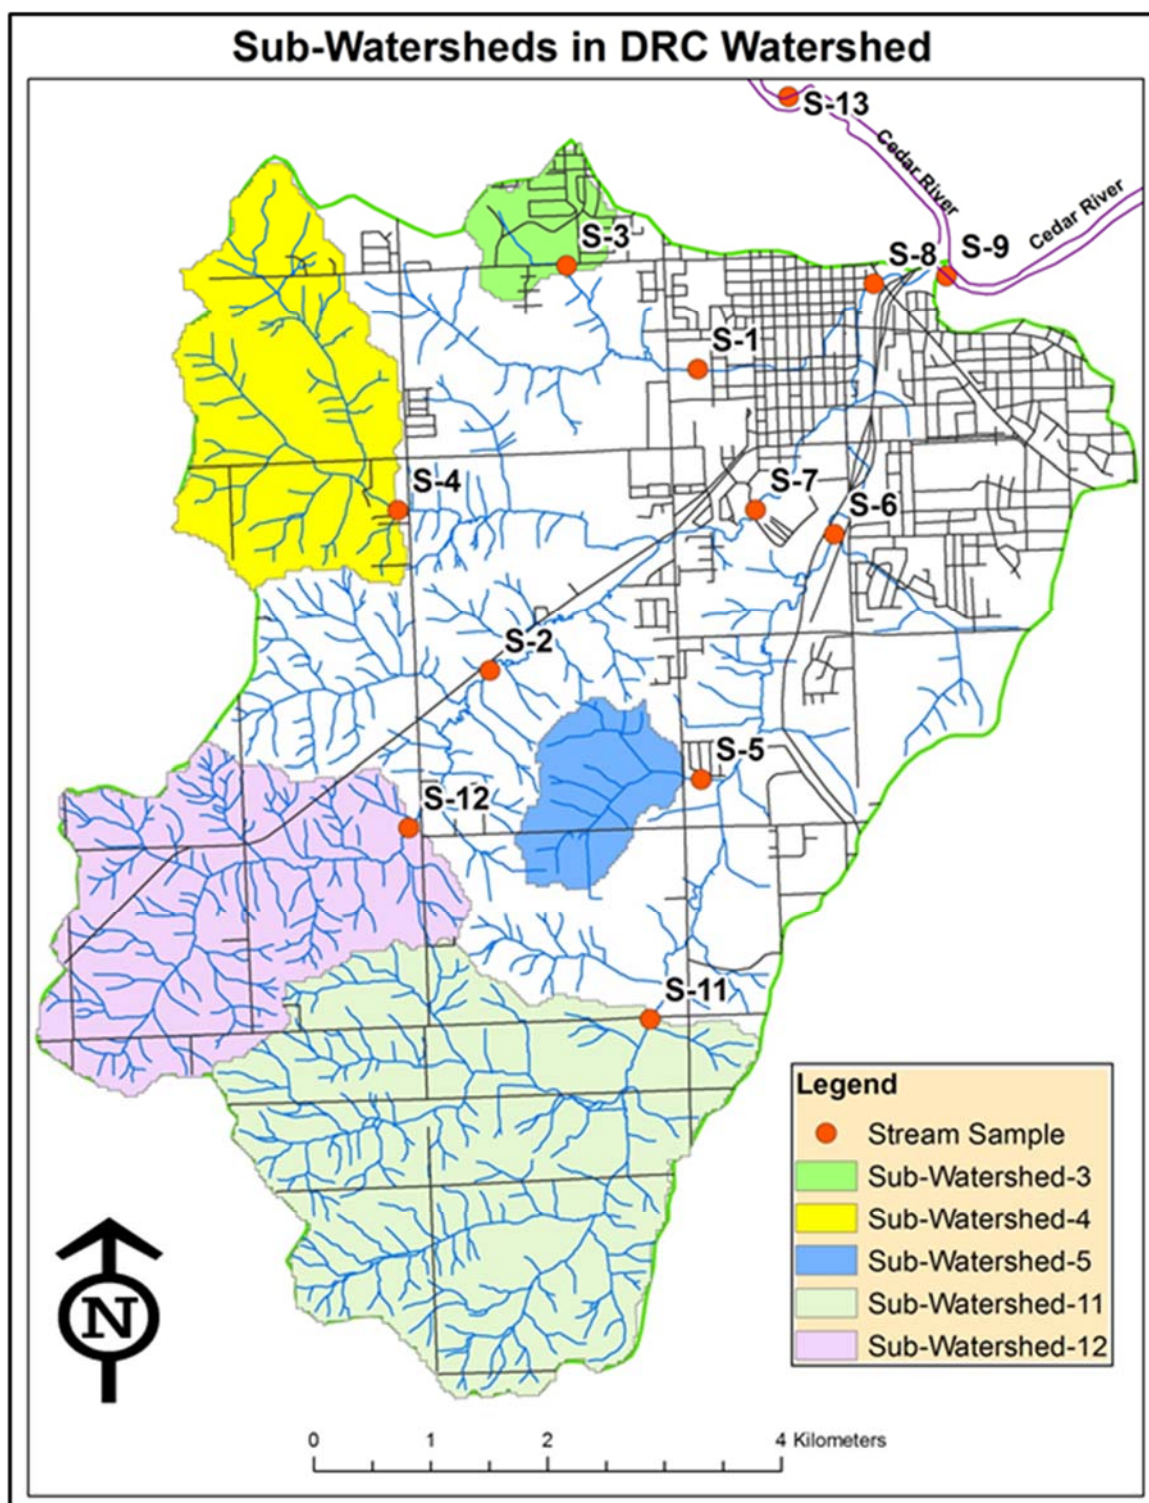 Sub-Watersheds in DRC Watershed
S-13
Cedar River
Cedar River
S-3
S-8
S-9
S-1
S-4
S-7
S-6
S-2
S-5
S-12
S-11
Legend
Stream Sample
Sub-Watershed-3
Sub-Watershed-4
Sub-Watershed-5
Sub-Watershed-11
Sub-Watershed-12
N
0 1 2 4 Kilometers